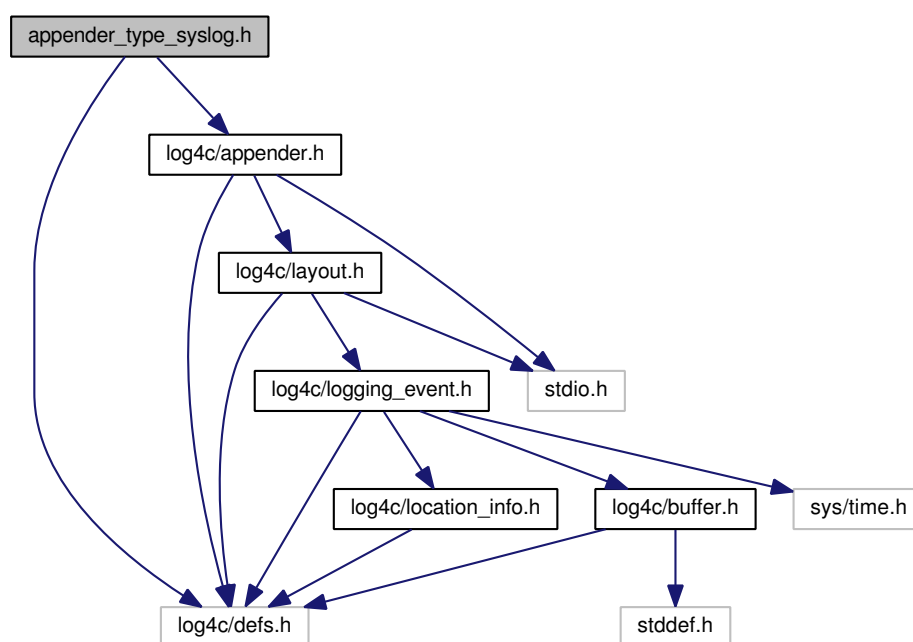 appender_type_syslog.h
log4c/appender.h
log4c/layout.h
log4c/logging_event.h
stdio.h
log4c/location_info.h
log4c/buffer.h
sys/time.h
log4c/defs.h
stddef.h